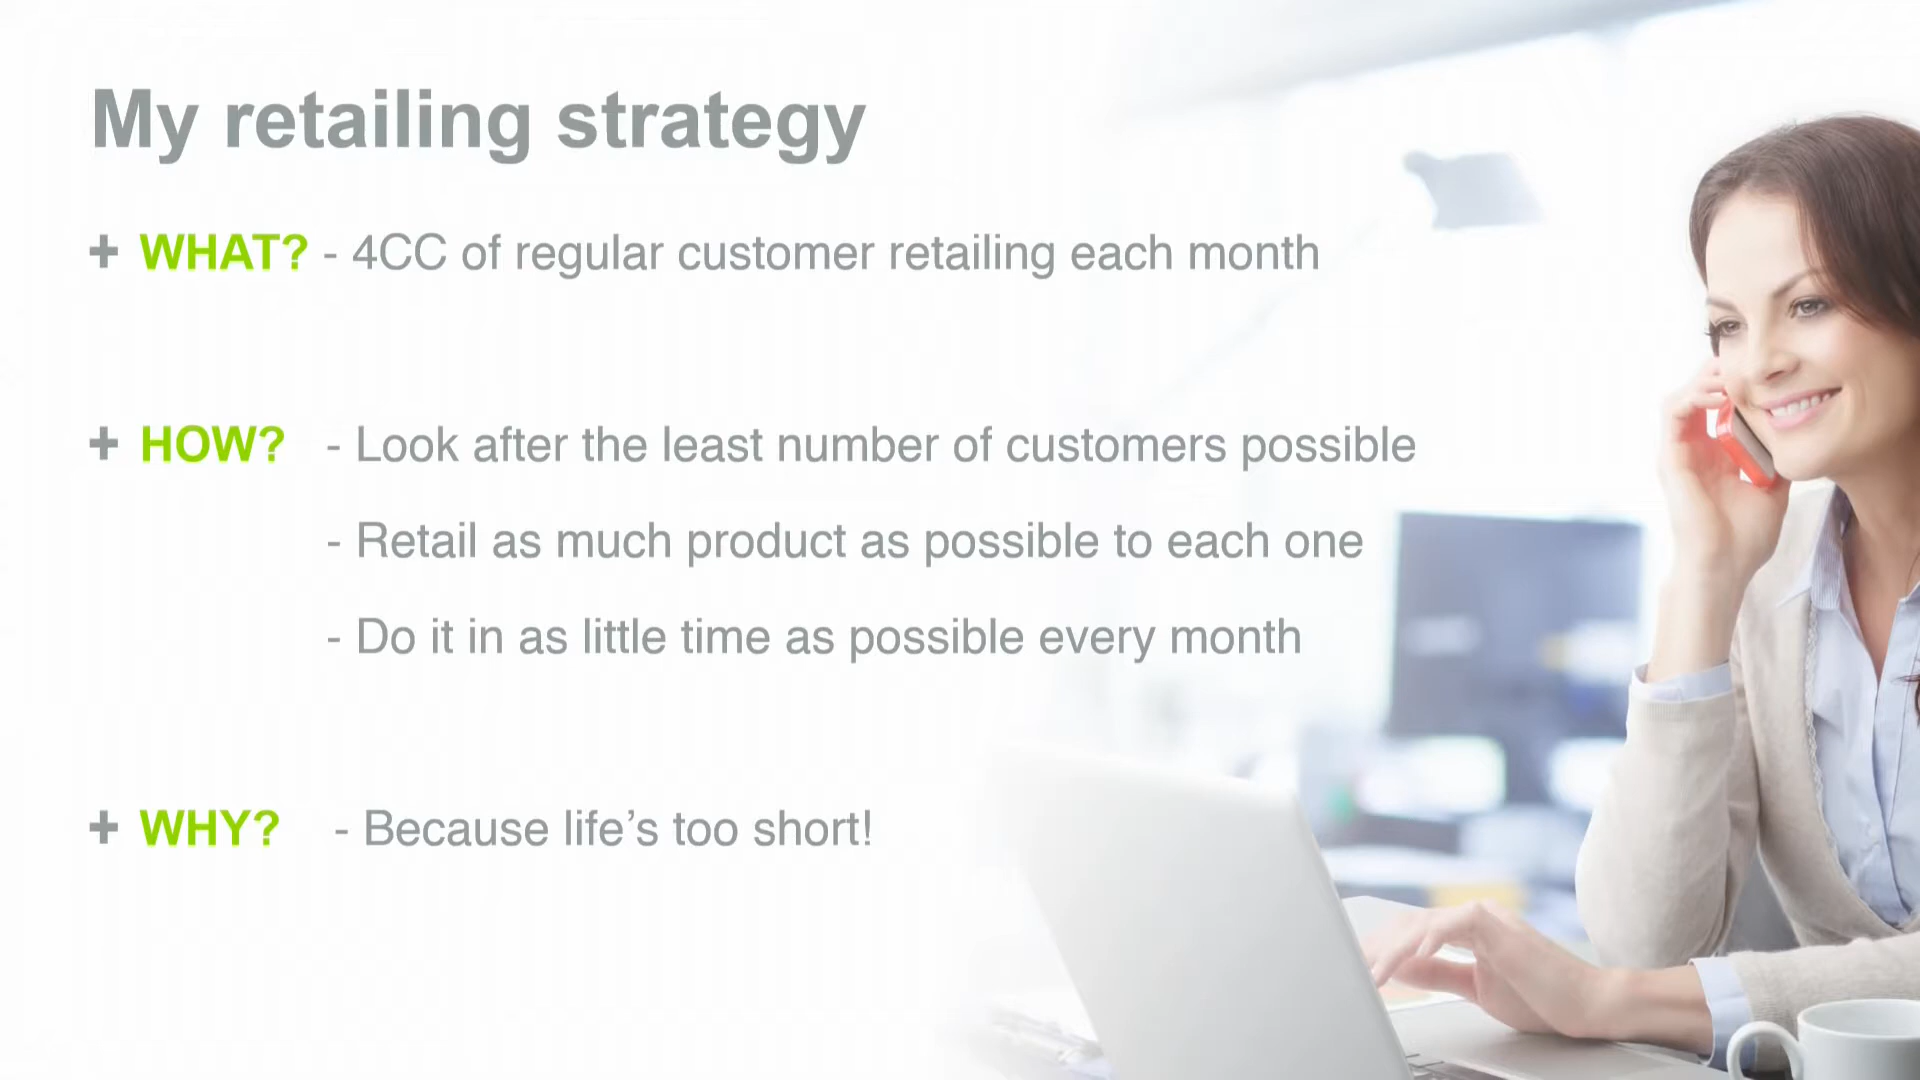 My retailing strategy
+ WHAT? - 4CC of regular customer retailing each month
+ HOW? - Look after the least number of customers possible
- Retail as much product as possible to each one
- Do it in as little time as possible every month
+ WHY? - Because life’s too short!